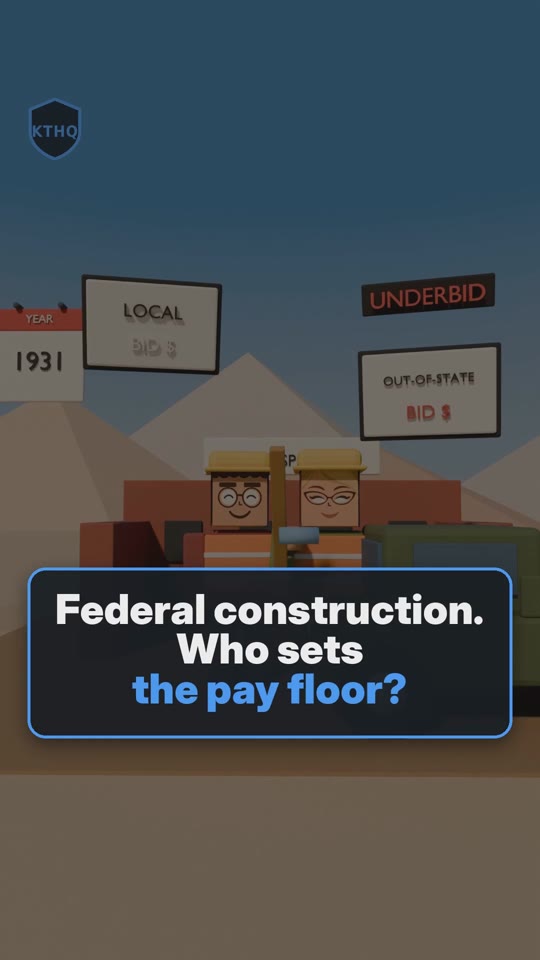 KTHQ
YEAR
1931
LOCAL
BID $
UNDERBID
OUT-OF-STATE
BID $
Federal construction.
Who sets
the pay floor?